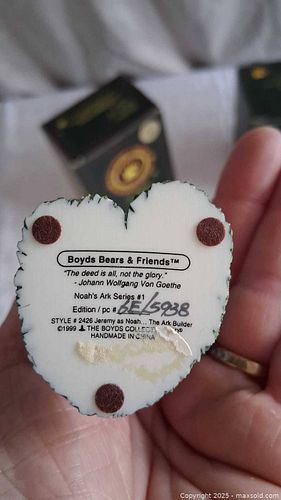 Boyds Bears & Friends™
"The deed is all, not the glory."
- Johann Wolfgang Von Goethe
Noah's Ark Series #1
Edition / pc # 6E/5938
STYLE # 2426 Jeremy as Noah... The Ark Builder
©1999 THE BOYDS COLLECT
HANDMADE IN CHINA
Copyright 2025 - maxsold.com